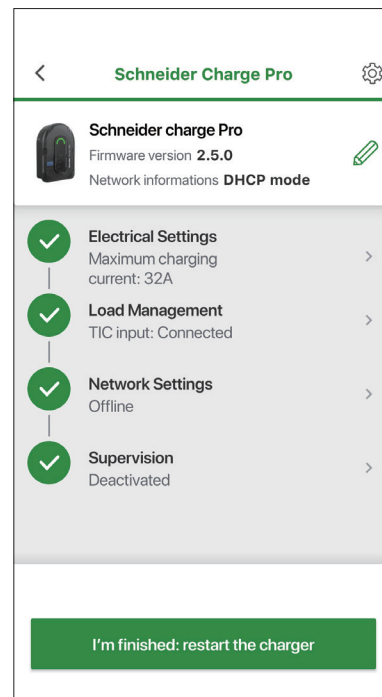 Schneider Charge Pro
Schneider charge Pro
Firmware version 2.5.0
Network informations DHCP mode
Electrical Settings
Maximum charging
current: 32A
Load Management
TIC input: Connected
Network Settings
Offline
Supervision
Deactivated
I'm finished: restart the charger